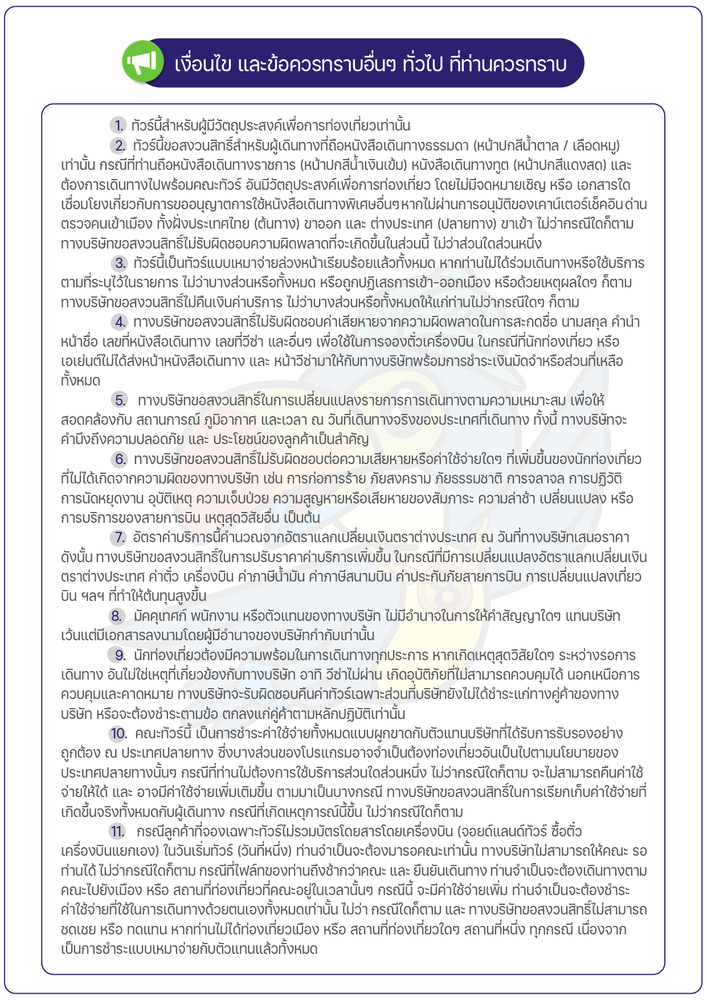 เงื่อนไข และข้อควรทราบอื่นๆ ทั่วไป ที่ท่านควรทราบ
1. ทัวร์นี้สำหรับผู้มีวัตถุประสงค์เพื่อการท่องเที่ยวเท่านั้น
2. ทัวร์นี้ขอสงวนสิทธิ์สำหรับผู้เดินทางที่ถือหนังสือเดินทางธรรมดา (หน้าปกสีน้ำตาล / เลือดหมู)
เท่านั้น กรณีที่ท่านถือหนังสือเดินทางราชการ (หน้าปกสีน้ำเงินเข้ม) หนังสือเดินทางทูต (หน้าปกสีแดงสด) และ
ต้องการเดินทางไปพร้อมคณะทัวร์ อันมีวัตถุประสงค์เพื่อการท่องเที่ยว โดยไม่มีจดหมายเชิญ หรือ เอกสารใด
เชื่อมโยงเกี่ยวกับการขออนุญาตการใช้หนังสือเดินทางพิเศษอื่นๆ หากไม่ผ่านการอนุมัติของเคาน์เตอร์เช็คอิน ด่าน
ตรวจคนเข้าเมือง ทั้งฝั่งประเทศไทย (ต้นทาง) ขาออก และ ต่างประเทศ (ปลายทาง) ขาเข้า ไม่ว่ากรณีใดก็ตาม
ทางบริษัทขอสงวนสิทธิ์ไม่รับผิดชอบความผิดพลาดที่จะเกิดขึ้นในส่วนนี้ ไม่ว่าส่วนใดส่วนหนึ่ง
3. ทัวร์นี้เป็นทัวร์แบบเหมาจ่ายล่วงหน้าเรียบร้อยแล้วทั้งหมด หากท่านไม่ได้ร่วมเดินทางหรือใช้บริการ
ตามที่ระบุไว้ในรายการ ไม่ว่าบางส่วนหรือทั้งหมด หรือถูกปฏิเสธการเข้า-ออกเมือง หรือด้วยเหตุผลใดๆ ก็ตาม
ทางบริษัทขอสงวนสิทธิ์ไม่คืนเงินค่าบริการ ไม่ว่าบางส่วนหรือทั้งหมดให้แก่ท่านไม่ว่ากรณีใดๆ ก็ตาม
4. ทางบริษัทขอสงวนสิทธิ์ไม่รับผิดชอบค่าเสียหายจากความผิดพลาดในการสะกดชื่อ นามสกุล คำนำ
หน้าชื่อ เลขที่หนังสือเดินทาง เลขที่วีซ่า และอื่นๆ เพื่อใช้ในการจองตั๋วเครื่องบิน ในกรณีที่นักท่องเที่ยว หรือ
เอเย่นต์ไม่ได้ส่งหน้าหนังสือเดินทาง และ หน้าวีซ่ามาให้กับทางบริษัทพร้อมการชำระเงินมัดจำหรือส่วนที่เหลือ
ทั้งหมด
5. ทางบริษัทขอสงวนสิทธิ์ในการเปลี่ยนแปลงรายการการเดินทางตามความเหมาะสม เพื่อให้
สอดคล้องกับ สถานการณ์ ภูมิอากาศ และเวลา ณ วันที่เดินทางจริงของประเทศที่เดินทาง ทั้งนี้ ทางบริษัทจะ
คำนึงถึงความปลอดภัย และ ประโยชน์ของลูกค้าเป็นสำคัญ
6. ทางบริษัทขอสงวนสิทธิ์ไม่รับผิดชอบต่อความเสียหายหรือค่าใช้จ่ายใดๆ ที่เพิ่มขึ้นของนักท่องเที่ยว
ที่ไม่ได้เกิดจากความผิดของทางบริษัท เช่น การก่อการร้าย ภัยสงคราม ภัยธรรมชาติ การจลาจล การปฏิวัติ
การนัดหยุดงาน อุบัติเหตุ ความเจ็บป่วย ความสูญหายหรือเสียหายของสัมภาระ ความล่าช้า เปลี่ยนแปลง หรือ
การบริการของสายการบิน เหตุสุดวิสัยอื่น เป็นต้น
7. อัตราค่าบริการนี้คำนวณจากอัตราแลกเปลี่ยนเงินตราต่างประเทศ ณ วันที่ทางบริษัทเสนอราคา
ดังนั้น ทางบริษัทขอสงวนสิทธิ์ในการปรับราคาค่าบริการเพิ่มขึ้น ในกรณีที่มีการเปลี่ยนแปลงอัตราแลกเปลี่ยนเงิน
ตราต่างประเทศ ค่าตั๋ว เครื่องบิน ค่าภาษีน้ำมัน ค่าภาษีสนามบิน ค่าประกันภัยสายการบิน การเปลี่ยนแปลงเที่ยว
บิน ฯลฯ ที่ทำให้ต้นทุนสูงขึ้น
8. มัคคุเทศก์ พนักงาน หรือตัวแทนของทางบริษัท ไม่มีอำนาจในการให้คำสัญญาใดๆ แทนบริษัท
เว้นแต่มีเอกสารลงนามโดยผู้มีอำนาจของบริษัทกำกับเท่านั้น
9. นักท่องเที่ยวต้องมีความพร้อมในการเดินทางทุกประการ หากเกิดเหตุสุดวิสัยใดๆ ระหว่างรอการ
เดินทาง อันไม่ใช่เหตุที่เกี่ยวข้องกับทางบริษัท อาทิ วีซ่าไม่ผ่าน เกิดอุบัติภัยที่ไม่สามารถควบคุมได้ นอกเหนือการ
ควบคุมและคาดหมาย ทางบริษัทจะรับผิดชอบคืนค่าทัวร์เฉพาะส่วนที่บริษัทยังไม่ได้ชำระแก่ทางคู่ค้าของทาง
บริษัท หรือจะต้องชำระตามข้อ ตกลงแก่คู่ค้าตามหลักปฏิบัติเท่านั้น
10. คณะทัวร์นี้ เป็นการชำระค่าใช้จ่ายทั้งหมดแบบผูกขาดกับตัวแทนบริษัทที่ได้รับการรับรองอย่าง
ถูกต้อง ณ ประเทศปลายทาง ซึ่งบางส่วนของโปรแกรมอาจจำเป็นต้องท่องเที่ยวอันเป็นไปตามนโยบายของ
ประเทศปลายทางนั้นๆ กรณีที่ท่านไม่ต้องการใช้บริการส่วนใดส่วนหนึ่ง ไม่ว่ากรณีใดก็ตาม จะไม่สามารถคืนค่าใช้
จ่ายให้ได้ และ อาจมีค่าใช้จ่ายเพิ่มเติมขึ้น ตามมาเป็นบางกรณี ทางบริษัทขอสงวนสิทธิ์ในการเรียกเก็บค่าใช้จ่ายที่
เกิดขึ้นจริงทั้งหมดกับผู้เดินทาง กรณีที่เกิดเหตุการณ์นี้ขึ้น ไม่ว่ากรณีใดก็ตาม
11. กรณีลูกค้าที่จองเฉพาะทัวร์ไม่รวมบัตรโดยสารโดยเครื่องบิน (จอยด์แลนด์ทัวร์ ซื้อตั๋ว
เครื่องบินแยกเอง) ในวันเริ่มทัวร์ (วันที่หนึ่ง) ท่านจำเป็นจะต้องมารอคณะเท่านั้น ทางบริษัทไม่สามารถให้คณะ รอ
ท่านได้ ไม่ว่ากรณีใดก็ตาม กรณีที่ไฟล์ทของท่านถึงช้ากว่าคณะ และ ยืนยันเดินทาง ท่านจำเป็นจะต้องเดินทางตาม
คณะไปยังเมือง หรือ สถานที่ท่องเที่ยวที่คณะอยู่ในเวลานั้นๆ กรณีนี้ จะมีค่าใช้จ่ายเพิ่ม ท่านจำเป็นจะต้องชำระ
ค่าใช้จ่ายที่ใช้ในการเดินทางด้วยตนเองทั้งหมดเท่านั้น ไม่ว่า กรณีใดก็ตาม และ ทางบริษัทขอสงวนสิทธิ์ไม่สามารถ
ชดเชย หรือ ทดแทน หากท่านไม่ได้ท่องเที่ยวเมือง หรือ สถานที่ท่องเที่ยวใดๆ สถานที่หนึ่ง ทุกกรณี เนื่องจาก
เป็นการชำระแบบเหมาจ่ายกับตัวแทนแล้วทั้งหมด